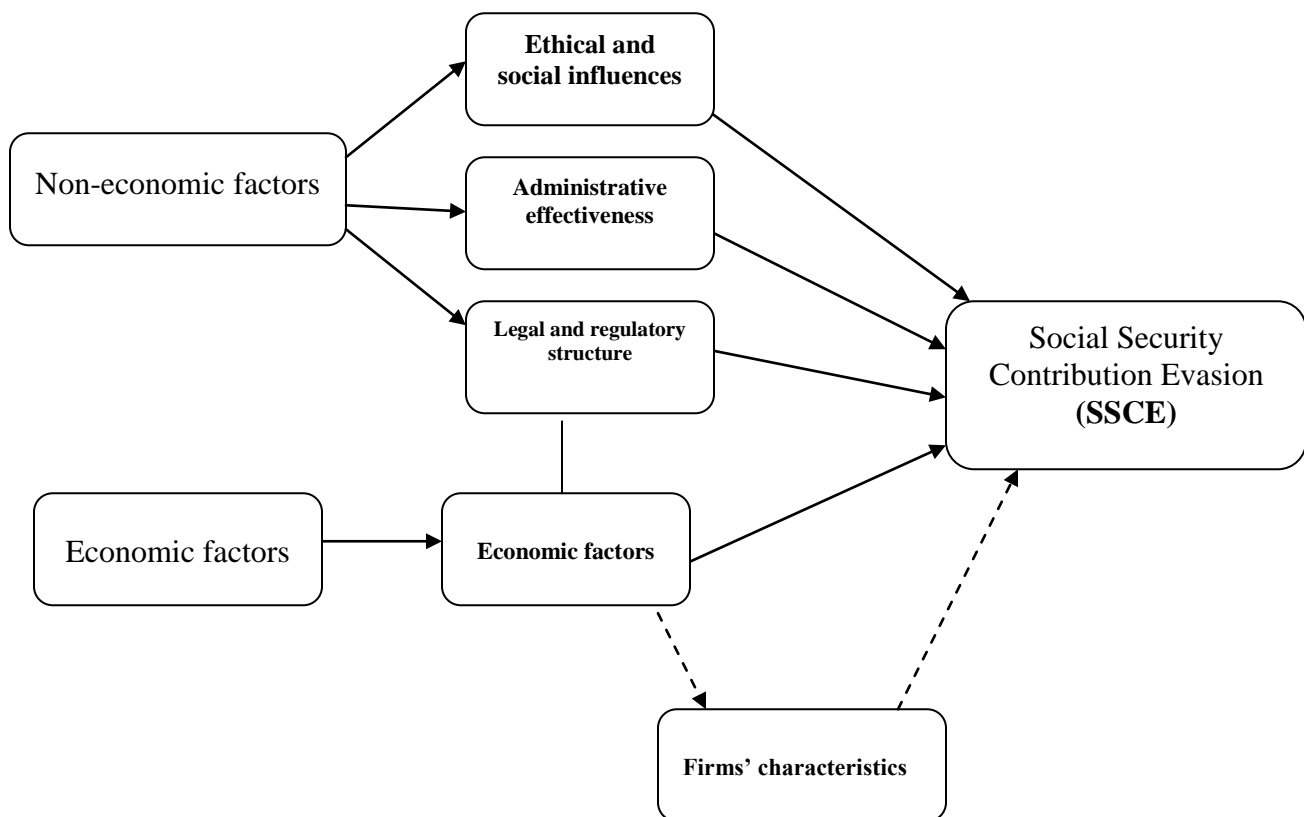 Ethical and
social influences
Non-economic factors
Administrative
effectiveness
Legal and regulatory
structure
Social Security
Contribution Evasion
(SSCE)
Economic factors
Economic factors
Firms’ characteristics